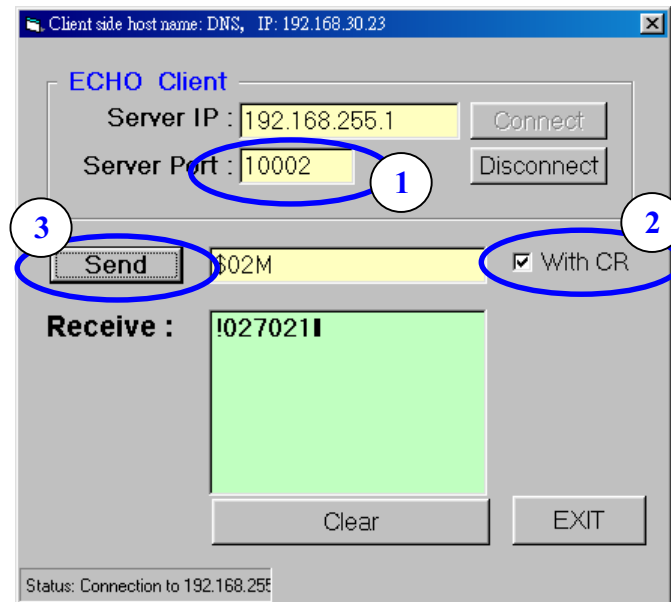 Client side host name: DNS, IP: 192.168.30.23
ECHO Client
Server IP : 192.168.255.1 Connect
Server Port : 10002 Disconnect
1
3
2
Send $02M With CR
Receive : !027021
Clear EXIT
Status: Connection to 192.168.255